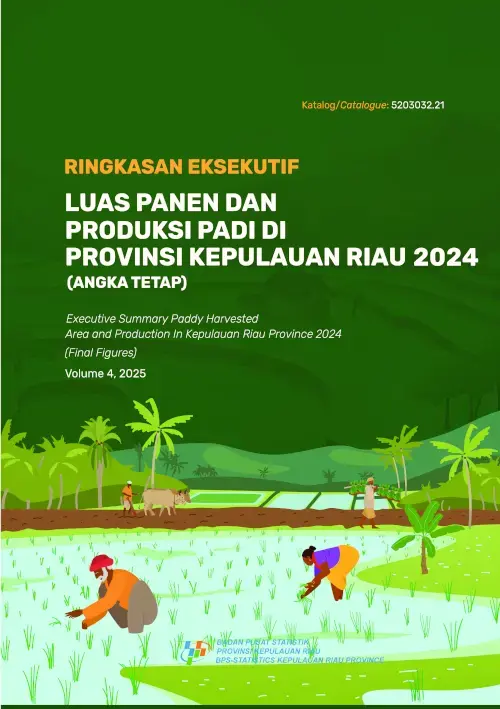 Katalog/Catalogue: 5203032.21
RINGKASAN EKSEKUTIF
LUAS PANEN DAN
PRODUKSI PADI DI
PROVINSI KEPULAUAN RIAU 2024
(ANGKA TETAP)
Executive Summary Paddy Harvested
Area and Production In Kepulauan Riau Province 2024
(Final Figures)
Volume 4, 2025
BADAN PUSAT STATISTIK
PROVINSI KEPULAUAN RIAU
BPS-STATISTICS KEPULAUAN RIAU PROVINCE